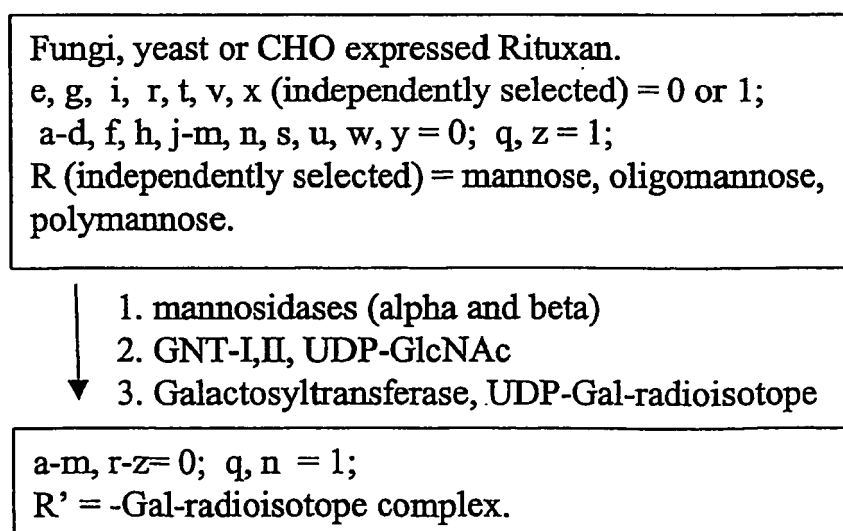 Fungi, yeast or CHO expressed Rituxan.
e, g, i, r, t, v, x (independently selected) = 0 or 1;
a-d, f, h, j-m, n, s, u, w, y = 0; q, z = 1;
R (independently selected) = mannose, oligomannose,
polymannose.
1. mannosidases (alpha and beta)
2. GNT-I,II, UDP-GlcNAc
3. Galactosyltransferase, UDP-Gal-radioisotope
a-m, r-z= 0; q, n = 1;
R' = -Gal-radioisotope complex.